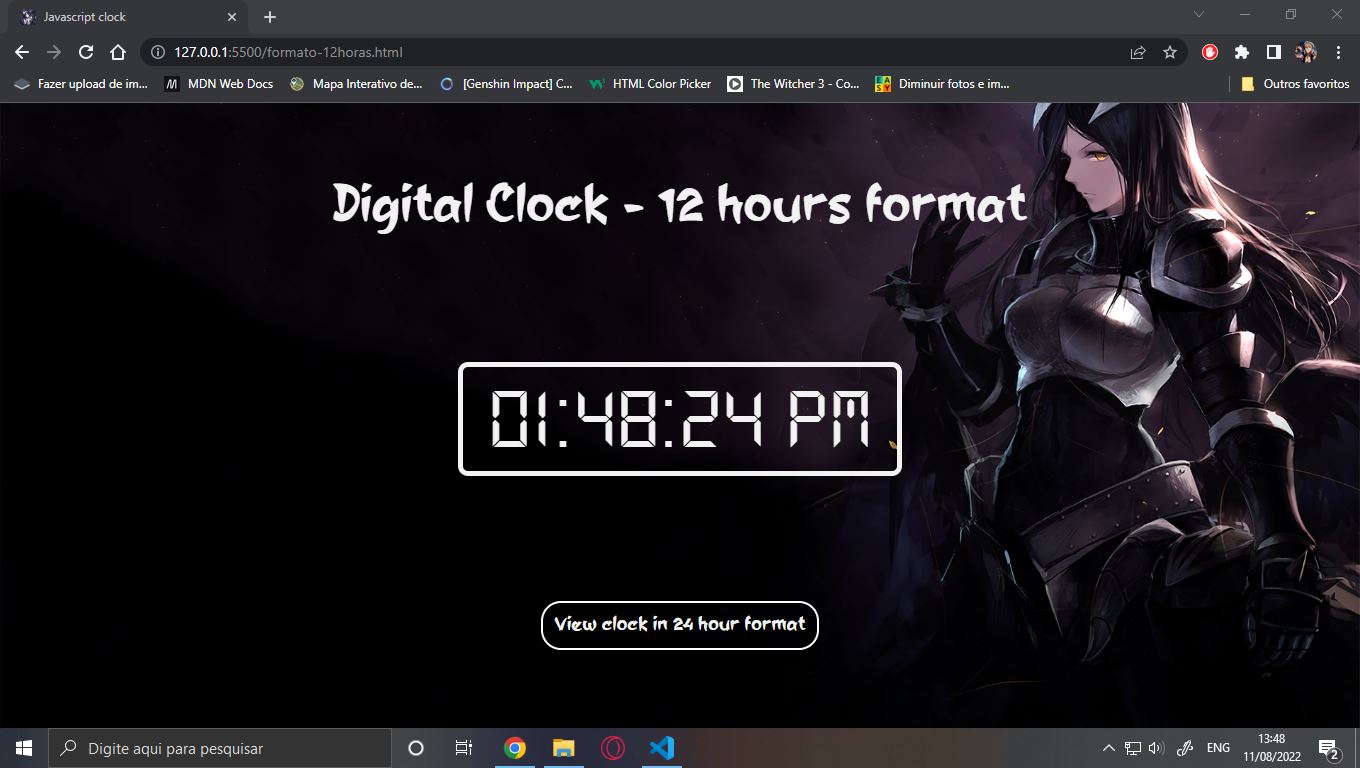 Javascript clock
127.0.0.1:5500/formato-12horas.html
Fazer upload de im... MDN Web Docs Mapa Interativo de... [Genshin Impact] C... HTML Color Picker The Witcher 3 - Co... EASY Diminuir fotos e im... Outros favoritos
Digital Clock - 12 hours format
01:48:24 PM
View clock in 24 hour format
Digite aqui para pesquisar
ENG
13:48
11/08/2022
2